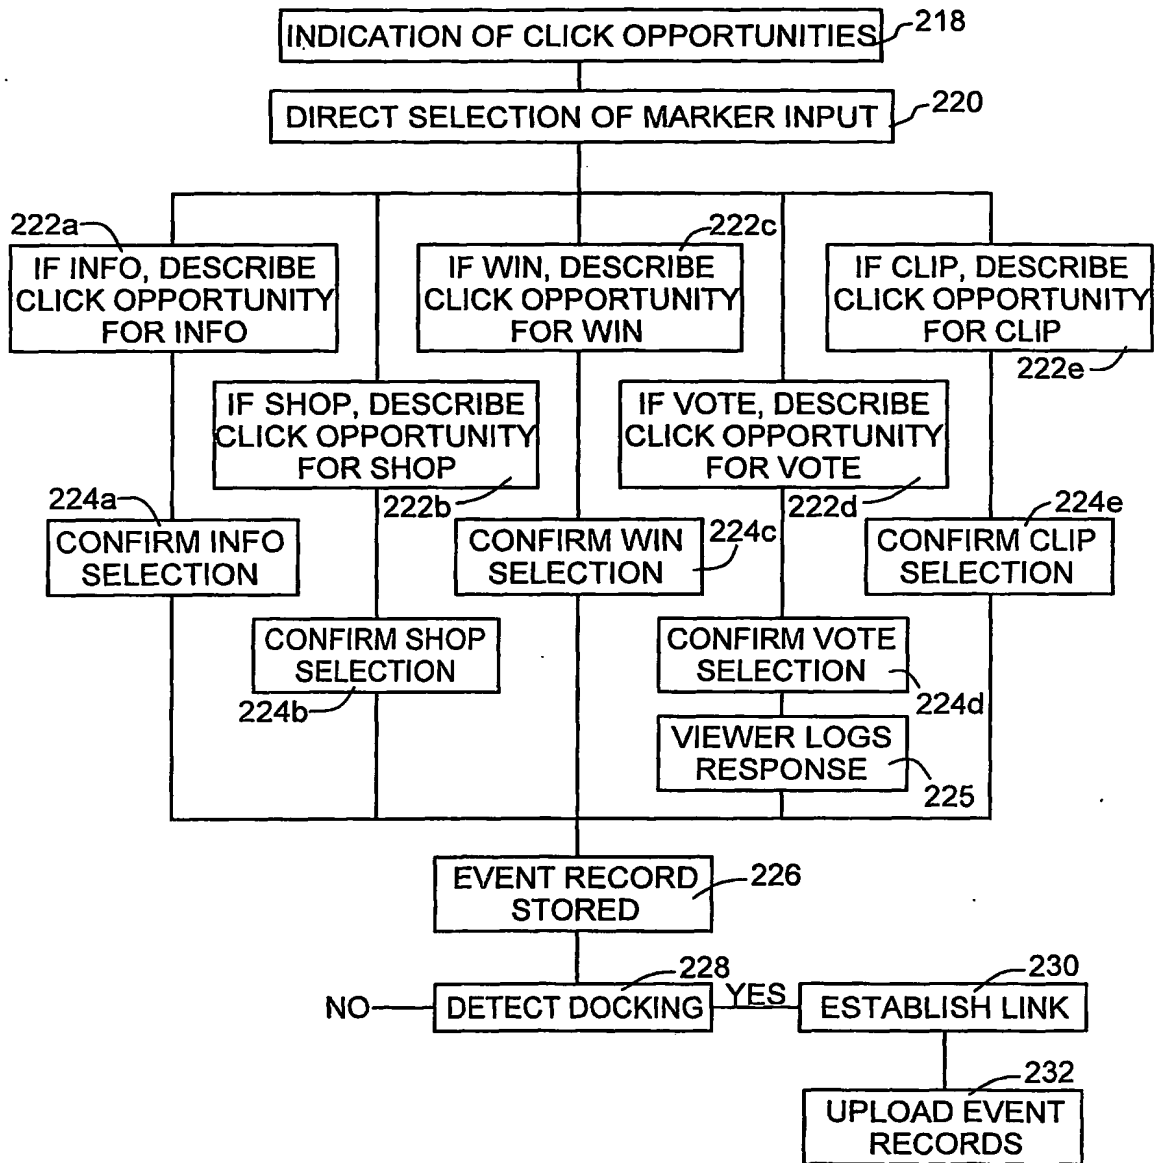 INDICATION OF CLICK OPPORTUNITIES
218
DIRECT SELECTION OF MARKER INPUT
220
222a
IF INFO, DESCRIBE
CLICK OPPORTUNITY
FOR INFO
222c
IF WIN, DESCRIBE
CLICK OPPORTUNITY
FOR WIN
IF CLIP, DESCRIBE
CLICK OPPORTUNITY
FOR CLIP
222e
IF SHOP, DESCRIBE
CLICK OPPORTUNITY
FOR SHOP
222b
IF VOTE, DESCRIBE
CLICK OPPORTUNITY
FOR VOTE
222d
224a
CONFIRM INFO
SELECTION
CONFIRM WIN
SELECTION
224c
224e
CONFIRM CLIP
SELECTION
CONFIRM SHOP
SELECTION
224b
CONFIRM VOTE
SELECTION
224d
VIEWER LOGS
RESPONSE
225
EVENT RECORD
STORED
226
228
NO
DETECT DOCKING
YES
230
ESTABLISH LINK
232
UPLOAD EVENT
RECORDS